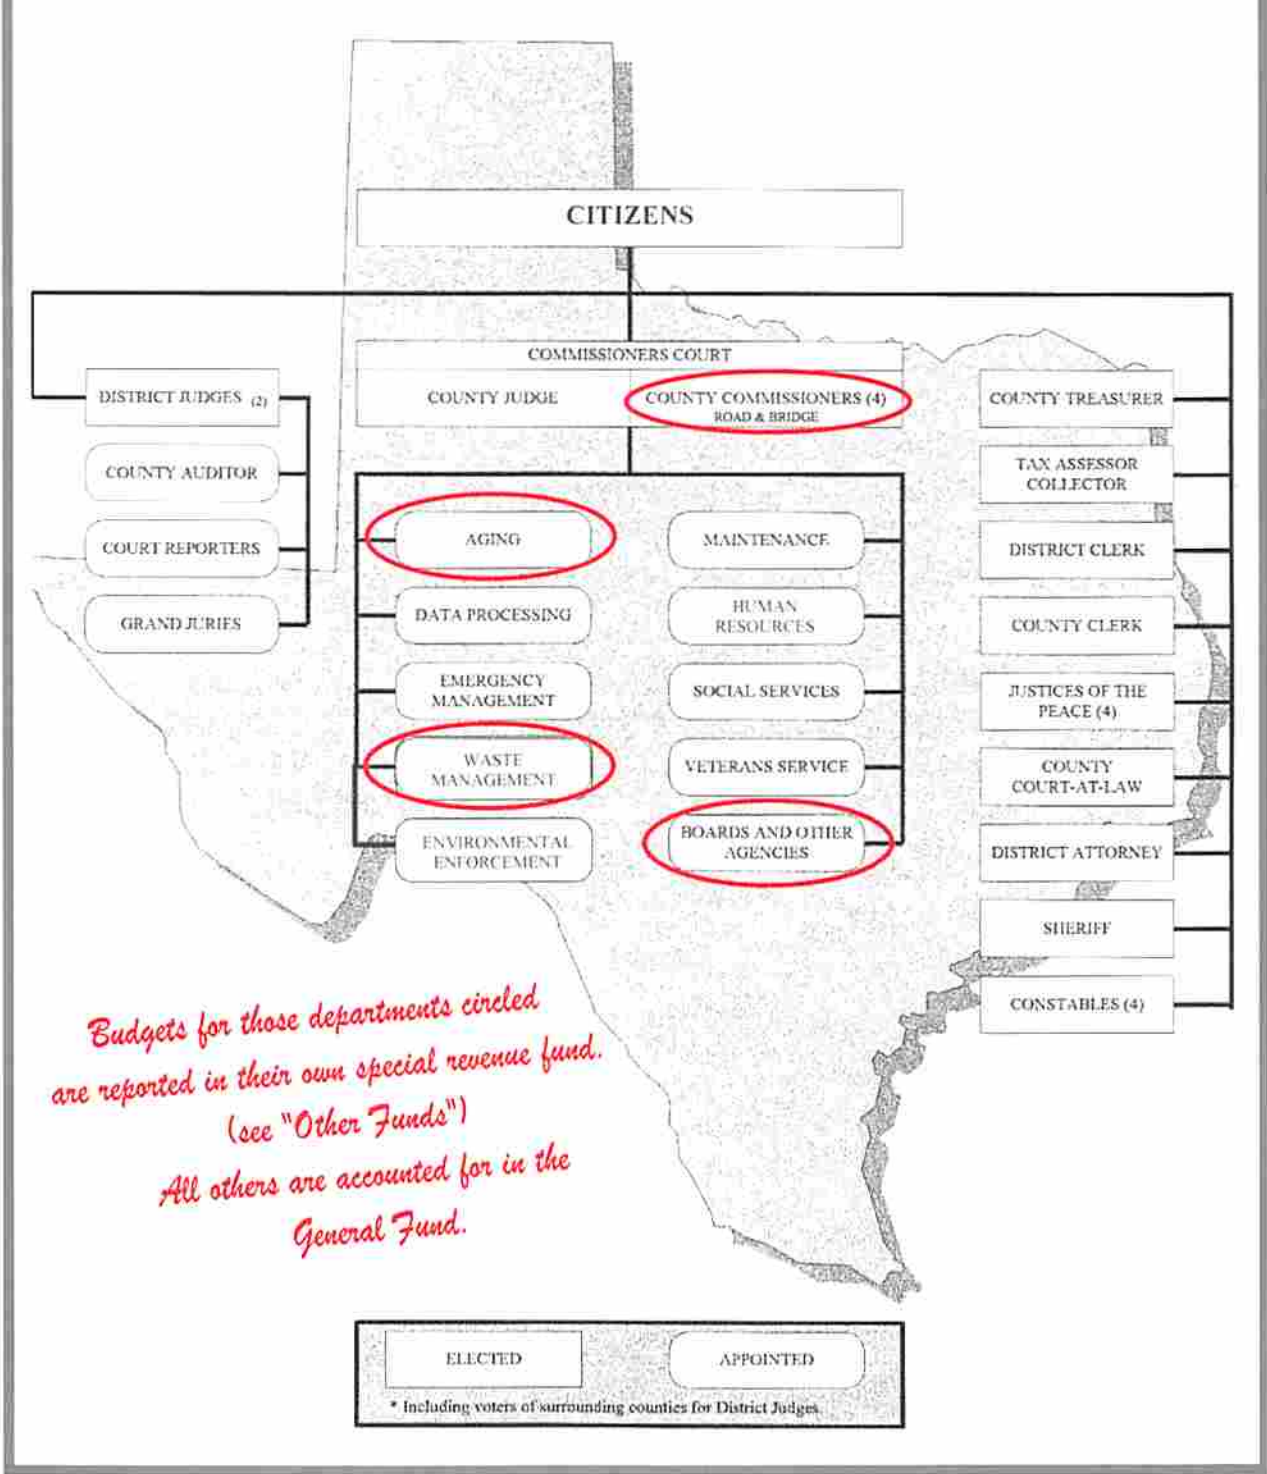 CITIZENS
COMMISSIONERS COURT
COUNTY JUDGE
COUNTY COMMISSIONERS (4)
ROAD & BRIDGE
DISTRICT JUDGES (2)
COUNTY AUDITOR
COURT REPORTERS
GRAND JURIES
AGING
DATA PROCESSING
EMERGENCY
MANAGEMENT
WASTE
MANAGEMENT
ENVIRONMENTAL
ENFORCEMENT
MAINTENANCE
HUMAN
RESOURCES
SOCIAL SERVICES
VETERANS SERVICE
BOARDS AND OTHER
AGENCIES
COUNTY TREASURER
TAX ASSESSOR
COLLECTOR
DISTRICT CLERK
COUNTY CLERK
JUSTICES OF THE
PEACE (4)
COUNTY
COURT-AT-LAW
DISTRICT ATTORNEY
SHERIFF
CONSTABLES (4)
Budgets for those departments circled
are reported in their own special revenue fund.
(see "Other Funds")
All others are accounted for in the
General Fund.
ELECTED
APPOINTED
* Including voters of surrounding counties for District Judges.